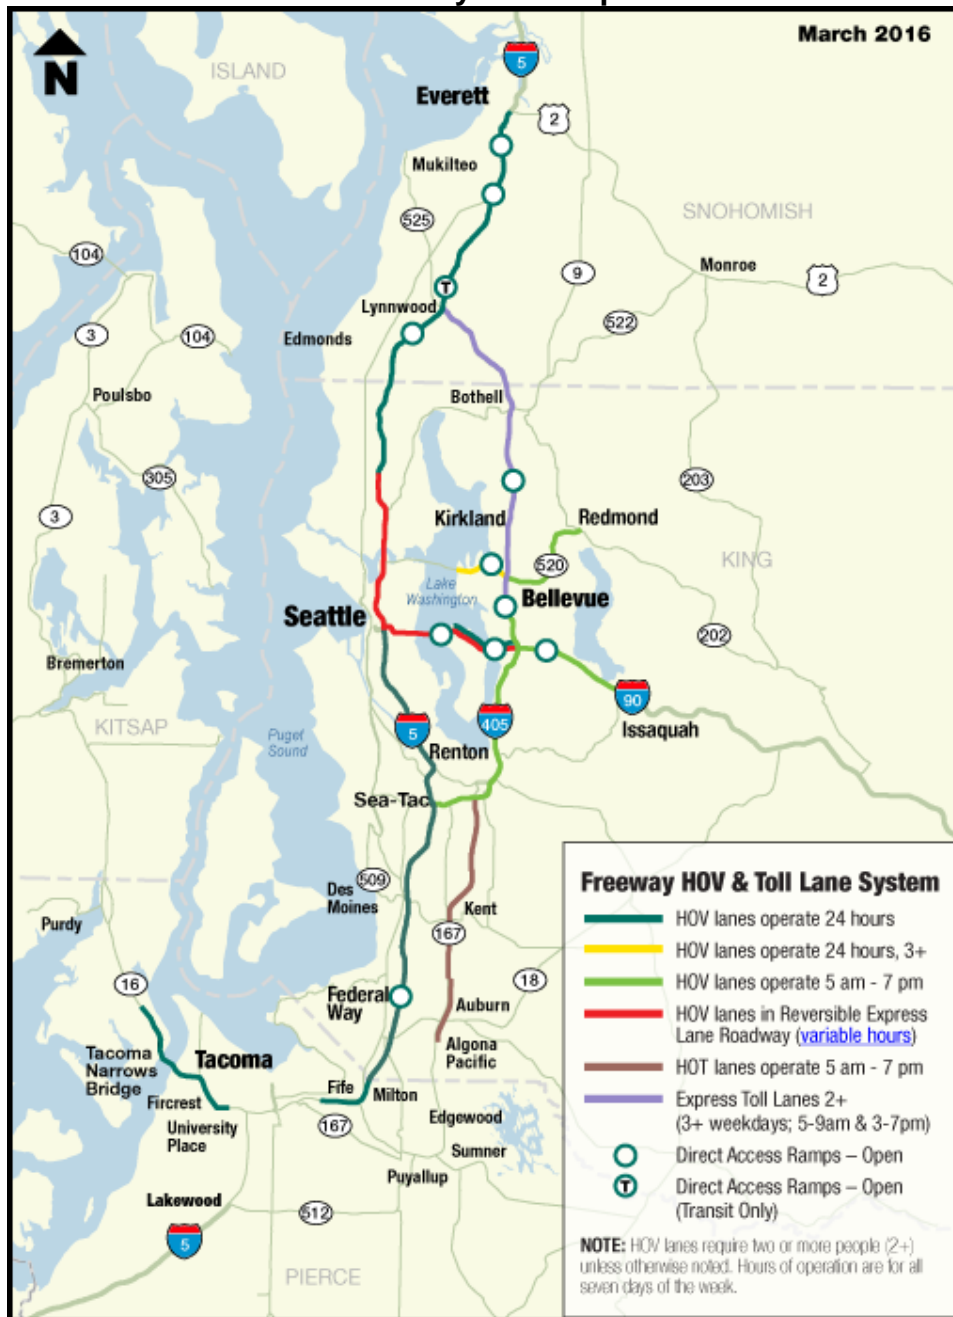 March 2016
N
ISLAND
5
Everett
2
Mukilteo
525
SNOHOMISH
104
9
Monroe
2
T
Lynnwood
522
3
104
Edmonds
Poulsbo
Bothell
305
203
3
Kirkland
Redmond
KING
520
Lake
Washington
Bellevue
Seattle
202
Bremerton
90
KITSAP
405
5
Issaquah
Puget
Sound
Renton
Sea-Tac
509
Des
Moines
Kent
Purdy
167
18
16
Federal
Way
Auburn
Tacoma
Narrows
Bridge
Tacoma
Algona
Pacific
Fife
Milton
Fircrest
167
Edgewood
University
Place
Sumner
Puyallup
Lakewood
512
5
PIERCE
Freeway HOV & Toll Lane System
HOV lanes operate 24 hours
HOV lanes operate 24 hours, 3+
HOV lanes operate 5 am - 7 pm
HOV lanes in Reversible Express
Lane Roadway (variable hours)
HOT lanes operate 5 am - 7 pm
Express Toll Lanes 2+
(3+ weekdays; 5-9am & 3-7pm)
Direct Access Ramps – Open
T
Direct Access Ramps – Open
(Transit Only)
NOTE: HOV lanes require two or more people (2+)
unless otherwise noted. Hours of operation are for all
seven days of the week.